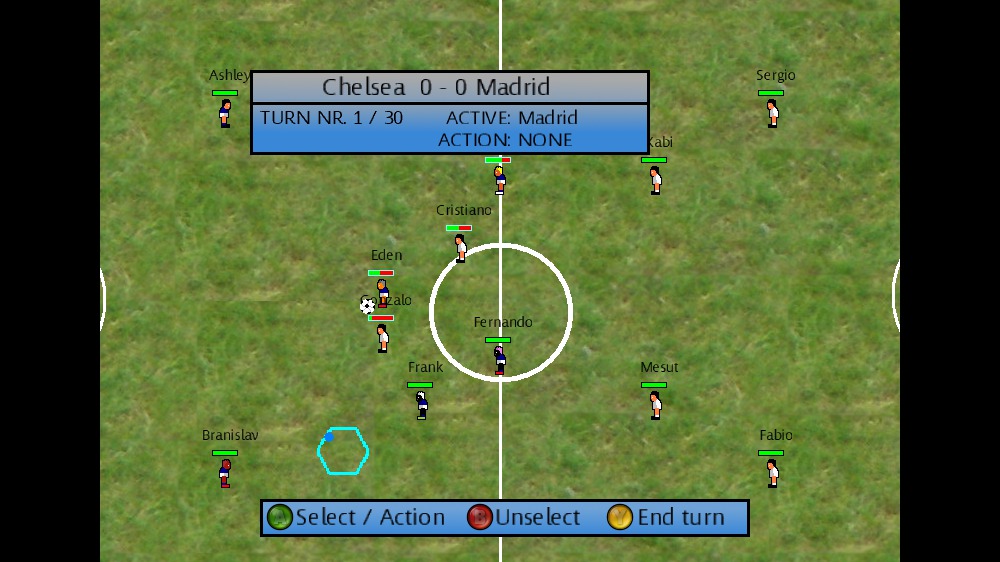 Ashley
Sergio
Chelsea 0 - 0 Madrid
TURN NR. 1 / 30 ACTIVE: Madrid
ACTION: NONE
Cristiano
Eden
Fernando
Frank
Mesut
Branislav
Fabio
Select / Action Unselect Y End turn